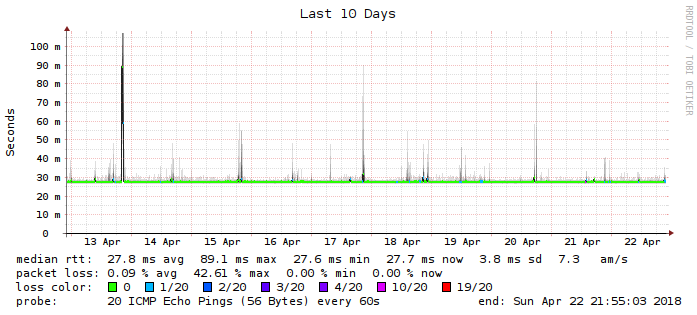 Last 10 Days
RRDTOOL / TOBI OETIKER
Seconds
100 m
90 m
80 m
70 m
60 m
50 m
40 m
30 m
20 m
10 m
0
13 Apr 14 Apr 15 Apr 16 Apr 17 Apr 18 Apr 19 Apr 20 Apr 21 Apr 22 Apr
median rtt: 27.8 ms avg 89.1 ms max 27.6 ms min 27.7 ms now 3.8 ms sd 7.3 am/s
packet loss: 0.09 % avg 42.61 % max 0.00 % min 0.00 % now
loss color: 0 1/20 2/20 3/20 4/20 10/20 19/20
probe: 20 ICMP Echo Pings (56 Bytes) every 60s end: Sun Apr 22 21:55:03 2018